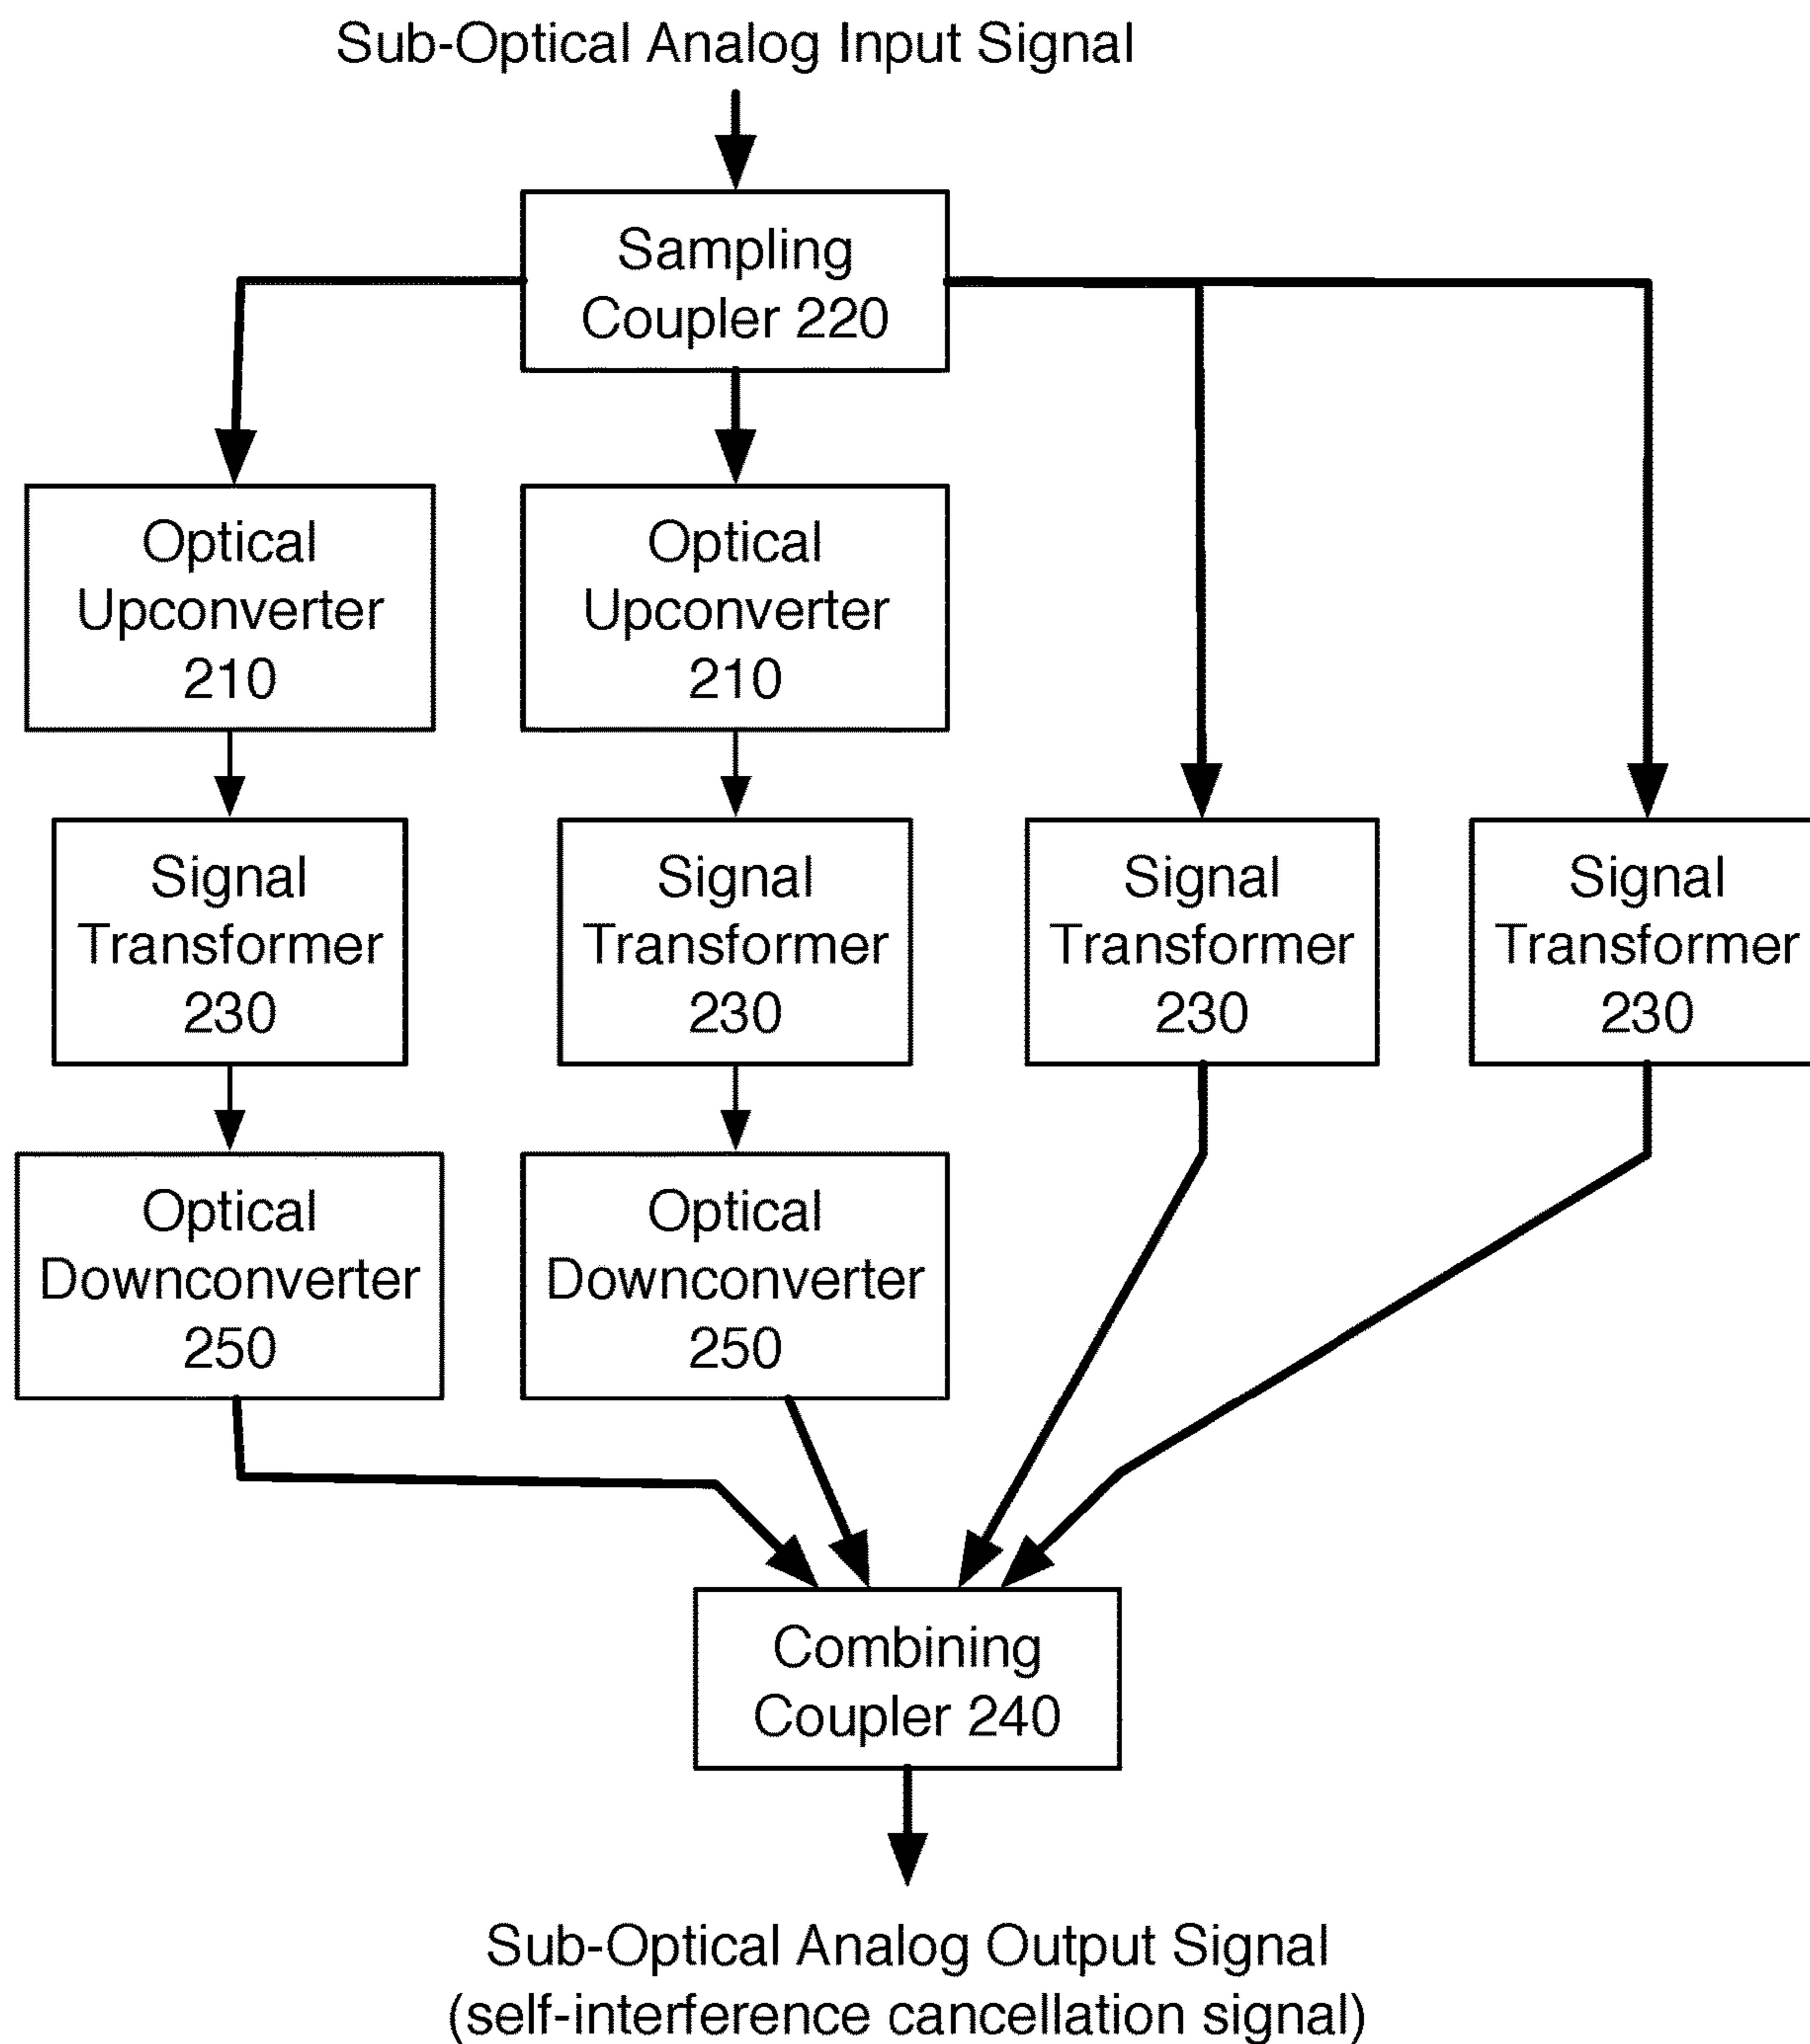 Sub-Optical Analog Input Signal
Sampling
Coupler 220
Optical
Upconverter
210
Optical
Upconverter
210
Signal
Transformer
230
Signal
Transformer
230
Signal
Transformer
230
Signal
Transformer
230
Optical
Downconverter
250
Optical
Downconverter
250
Combining
Coupler 240
Sub-Optical Analog Output Signal
(self-interference cancellation signal)